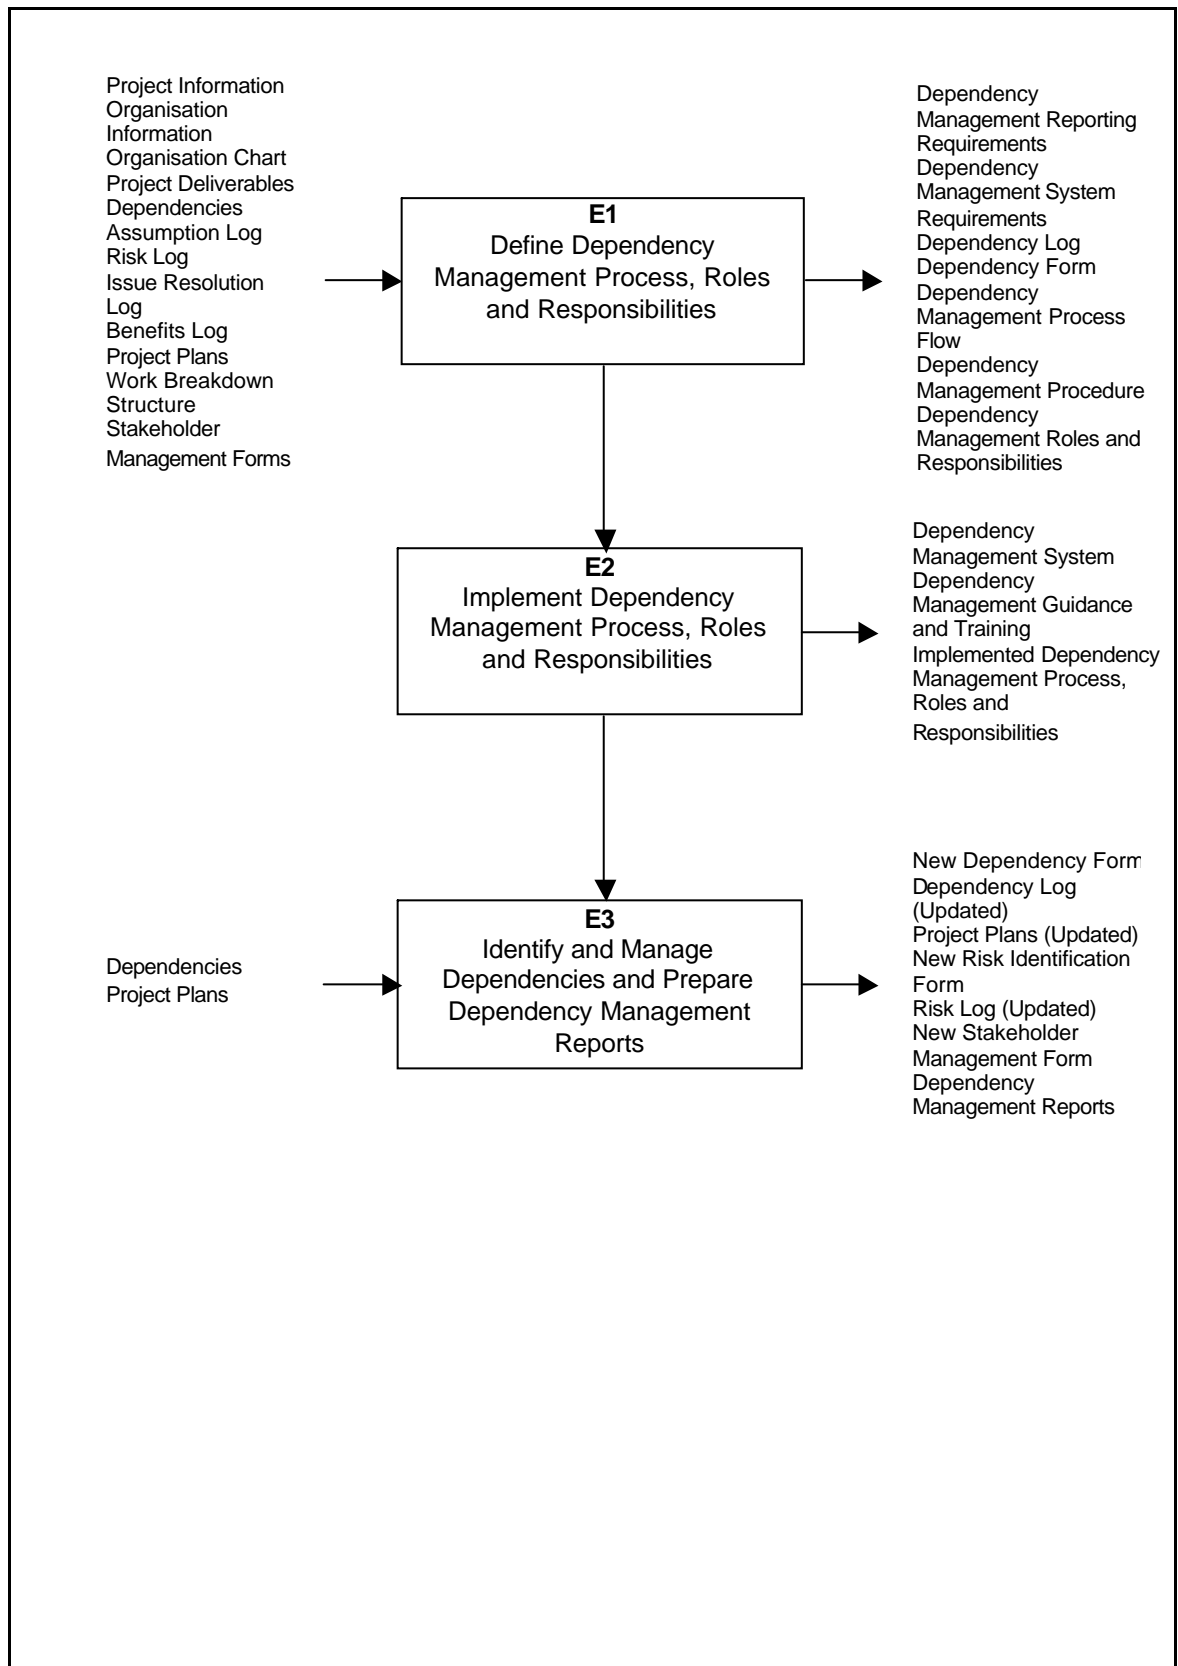 Project Information
Organisation
Information
Organisation Chart
Project Deliverables
Dependencies
Assumption Log
Risk Log
Issue Resolution
Log
Benefits Log
Project Plans
Work Breakdown
Structure
Stakeholder
Management Forms
E1
Define Dependency
Management Process, Roles
and Responsibilities
Dependency
Management Reporting
Requirements
Dependency
Management System
Requirements
Dependency Log
Dependency Form
Dependency
Management Process
Flow
Dependency
Management Procedure
Dependency
Management Roles and
Responsibilities
E2
Implement Dependency
Management Process, Roles
and Responsibilities
Dependency
Management System
Dependency
Management Guidance
and Training
Implemented Dependency
Management Process,
Roles and
Responsibilities
Dependencies
Project Plans
E3
Identify and Manage
Dependencies and Prepare
Dependency Management
Reports
New Dependency Form
Dependency Log
(Updated)
Project Plans (Updated)
New Risk Identification
Form
Risk Log (Updated)
New Stakeholder
Management Form
Dependency
Management Reports